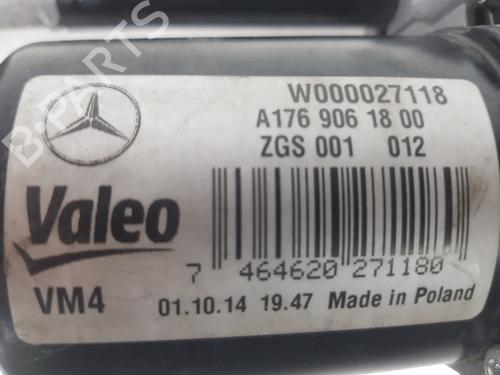 W000027118
A176 906 18 00
ZGS 001 012
Valeo
7 464620 271180
VM4
01.10.14 19.47 Made in Poland
B-PARTS